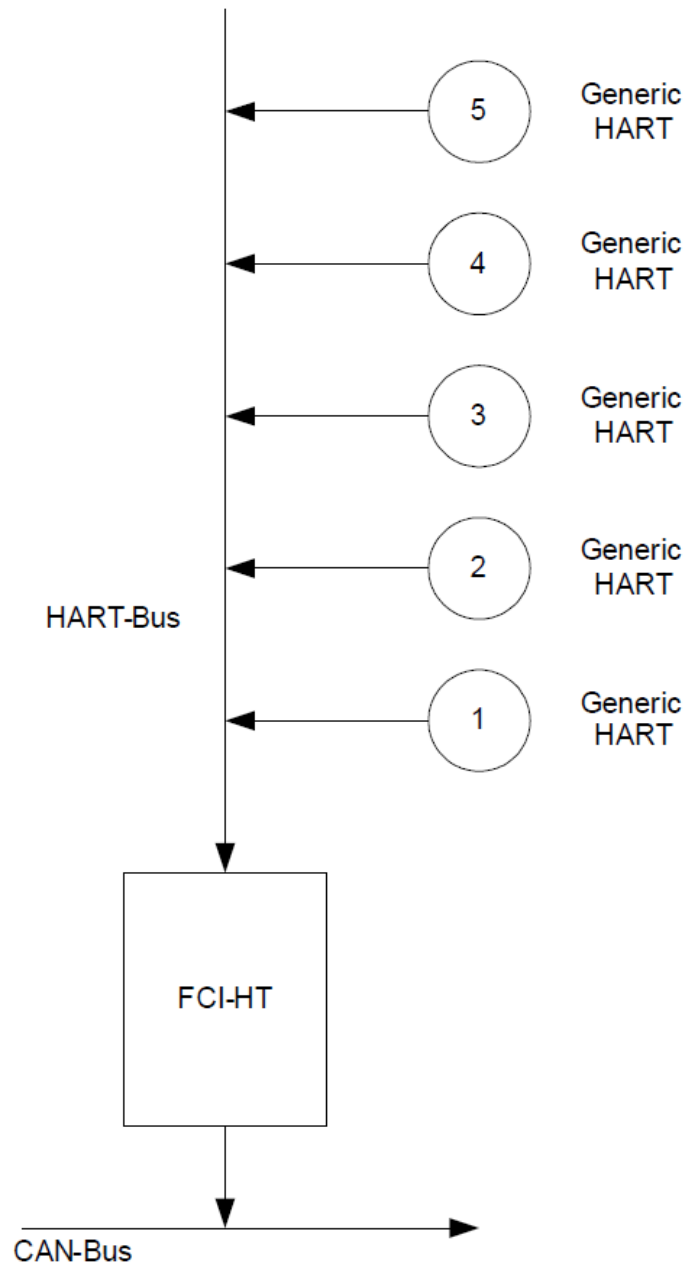 5
Generic
HART
4
Generic
HART
3
Generic
HART
2
Generic
HART
HART-Bus
1
Generic
HART
FCI-HT
CAN-Bus